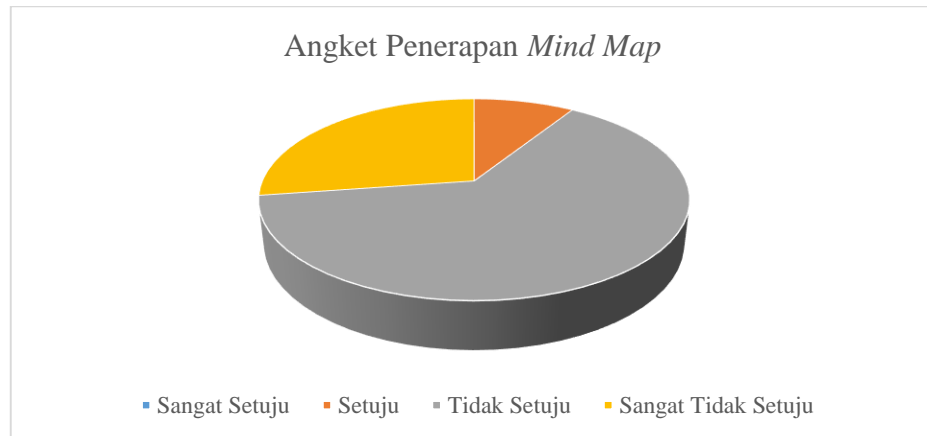 Angket Penerapan Mind Map
Sangat Setuju Setuju Tidak Setuju Sangat Tidak Setuju